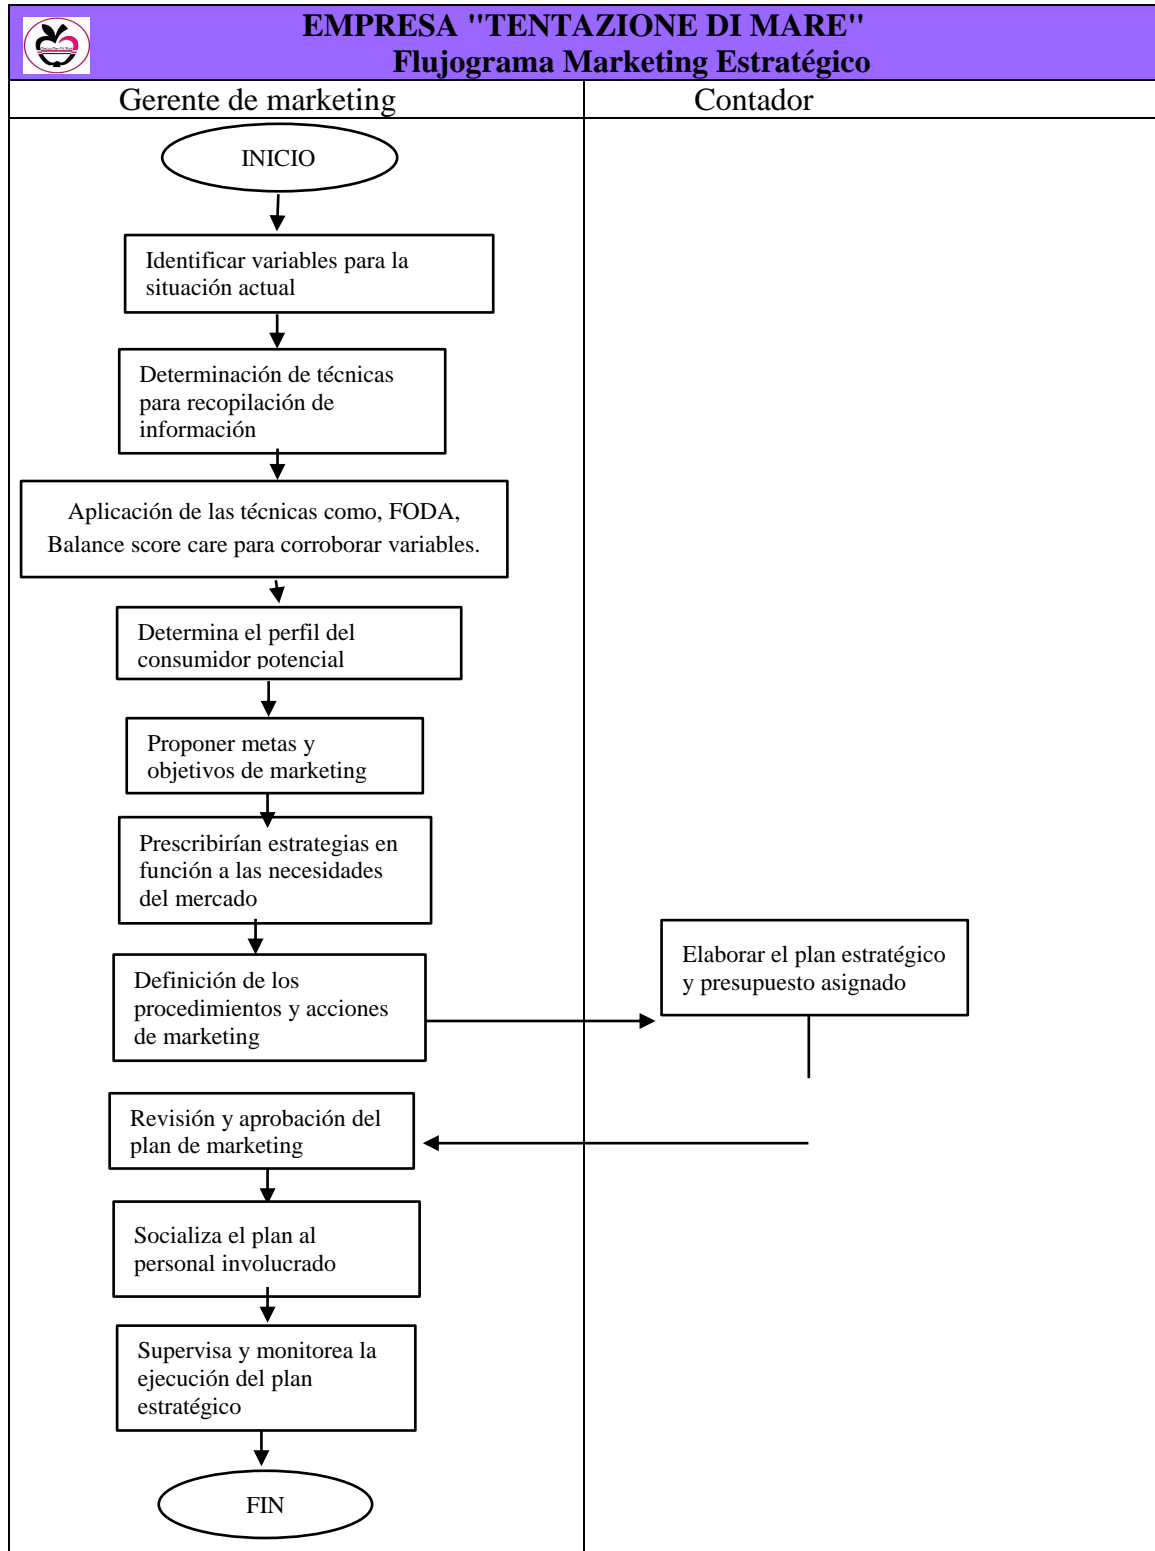 EMPRESA "TENTAZIONE DI MARE"
Flujograma Marketing Estratégico
Gerente de marketing
Contador
INICIO
Identificar variables para la
situación actual
Determinación de técnicas
para recopilación de
información
Aplicación de las técnicas como, FODA,
Balance score care para corroborar variables.
Determina el perfil del
consumidor potencial
Proponer metas y
objetivos de marketing
Prescribirían estrategias en
función a las necesidades
del mercado
Definición de los
procedimientos y acciones
de marketing
Elaborar el plan estratégico
y presupuesto asignado
Revisión y aprobación del
plan de marketing
Socializa el plan al
personal involucrado
Supervisa y monitorea la
ejecución del plan
estratégico
FIN